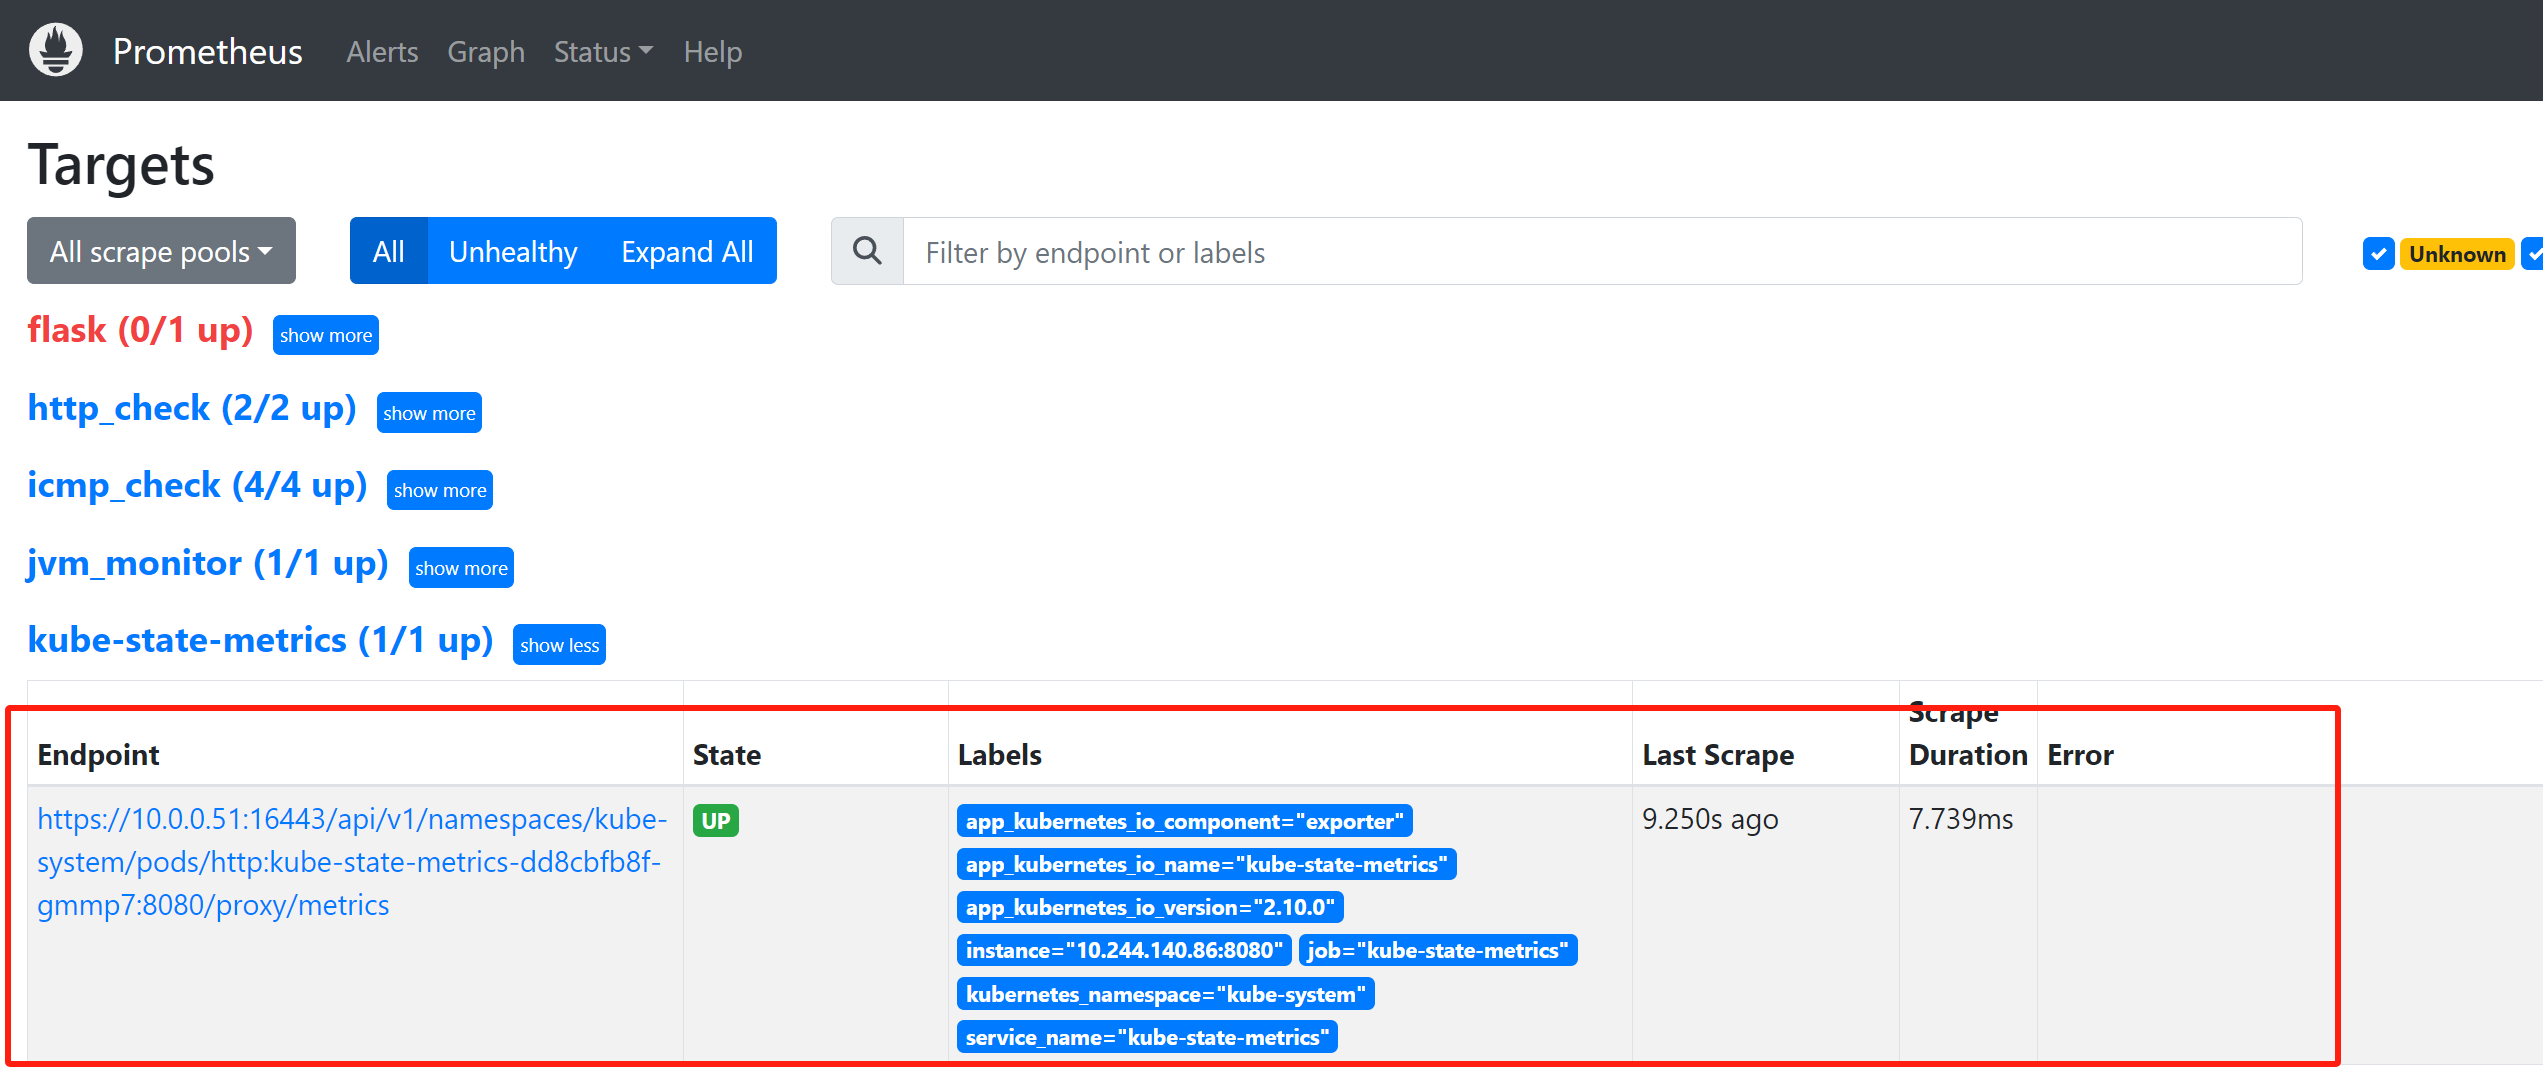 Prometheus Alerts Graph Status Help
Targets
All scrape pools All Unhealthy Expand All Filter by endpoint or labels Unknown
flask (0/1 up) show more
http_check (2/2 up) show more
icmp_check (4/4 up) show more
jvm_monitor (1/1 up) show more
kube-state-metrics (1/1 up) show less
Endpoint State Labels Last Scrape Scrape Duration Error
https://10.0.0.51:16443/api/v1/namespaces/kube-
system/pods/http:kube-state-metrics-dd8cbfb8f-
gmmp7:8080/proxy/metrics
UP
app_kubernetes_io_component="exporter"
app_kubernetes_io_name="kube-state-metrics"
app_kubernetes_io_version="2.10.0"
instance="10.244.140.86:8080" job="kube-state-metrics"
kubernetes_namespace="kube-system"
service_name="kube-state-metrics"
9.250s ago
7.739ms